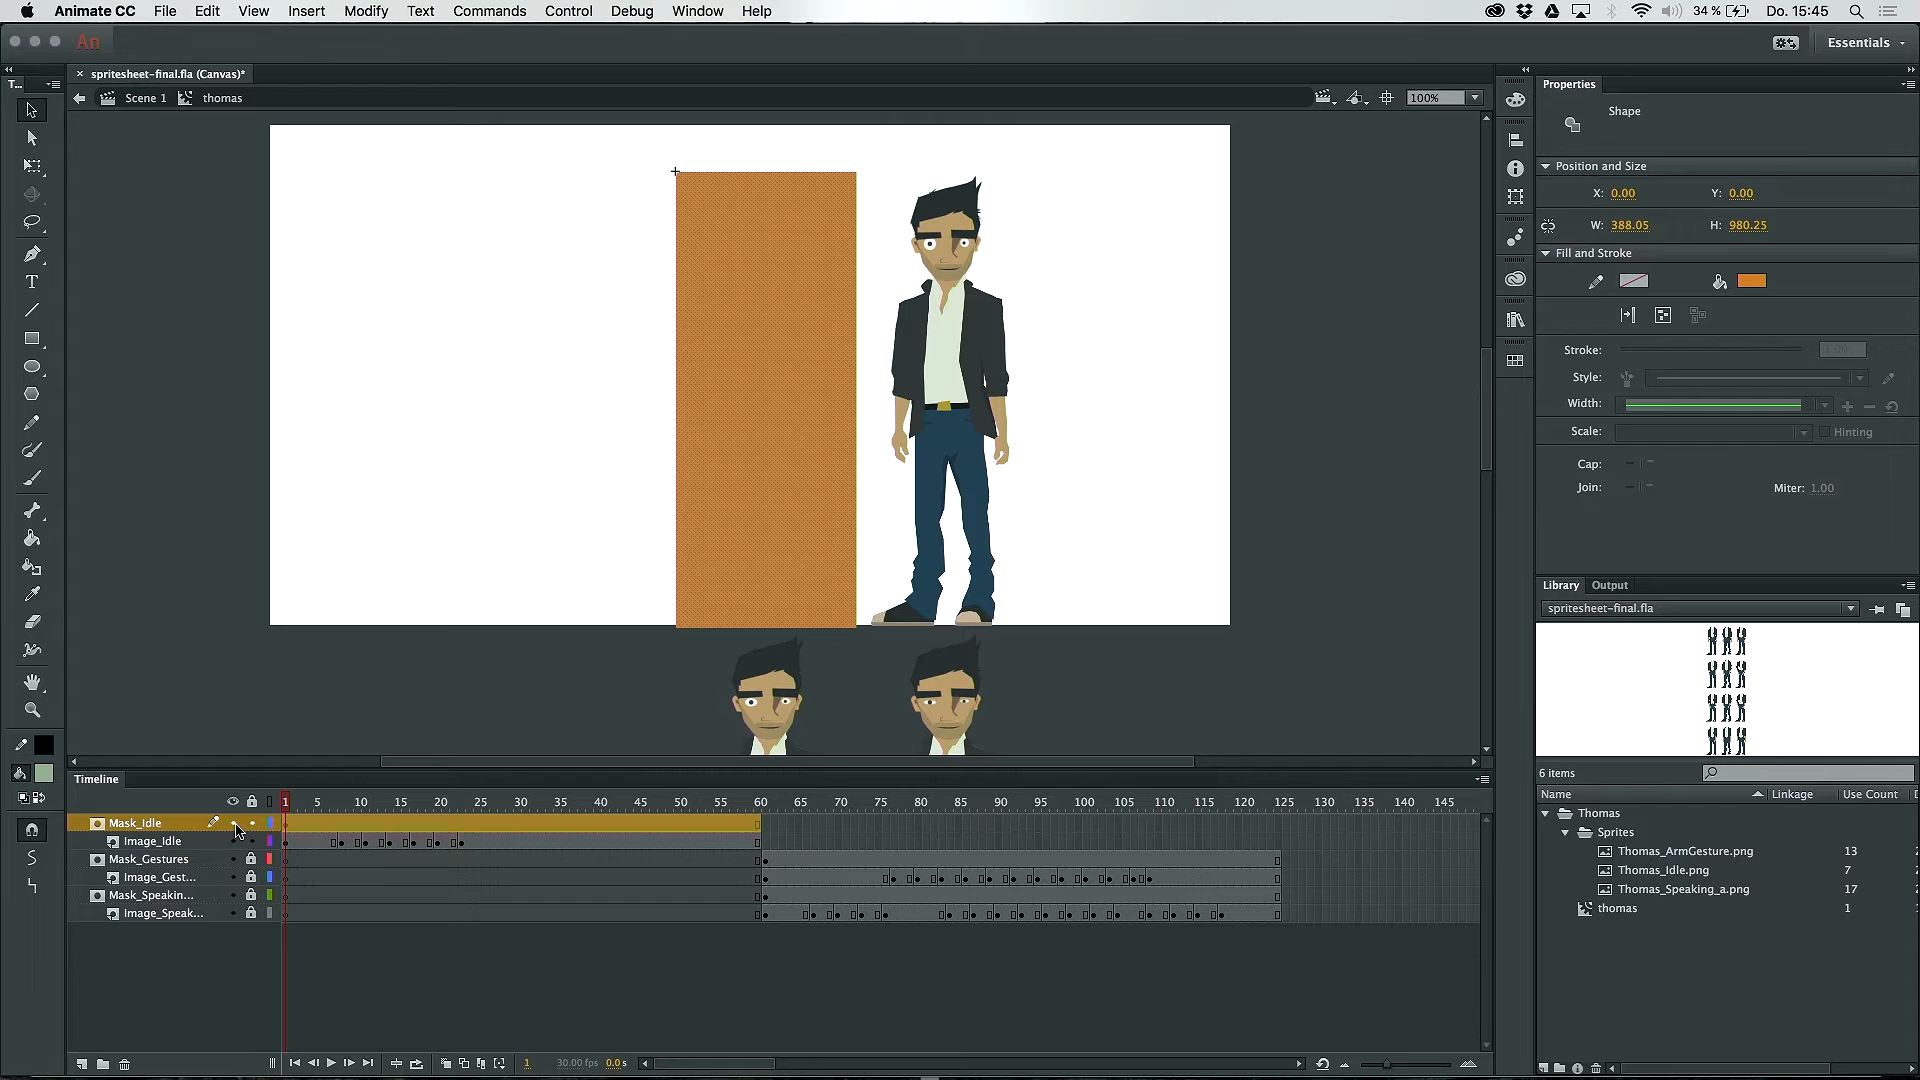 Animate CC File Edit View Insert Modify Text Commands Control Debug Window Help
34 % Do. 15:45
An
Essentials
T...
× spritesheet-final.fla (Canvas)*
Scene 1 thomas
100%
Properties
Shape
Position and Size
X: 0.00 Y: 0.00
W: 388.05 H: 980.25
Fill and Stroke
Stroke: 1.00
Style:
Width:
Scale: Hinting
Cap:
Join: Miter: 1.00
Library Output
spritesheet-final.fla
6 items
Name Linkage Use Count
Thomas
Sprites
Thomas_ArmGesture.png 13
Thomas_Idle.png 7
Thomas_Speaking_a.png 17
thomas 1
Timeline
1 5 10 15 20 25 30 35 40 45 50 55 60 65 70 75 80 85 90 95 100 105 110 115 120 125 130 135 140 145
Mask_Idle
Image_Idle
Mask_Gestures
Image_Gest...
Mask_Speakin...
Image_Speak...
1 30.00 fps 0.0 s